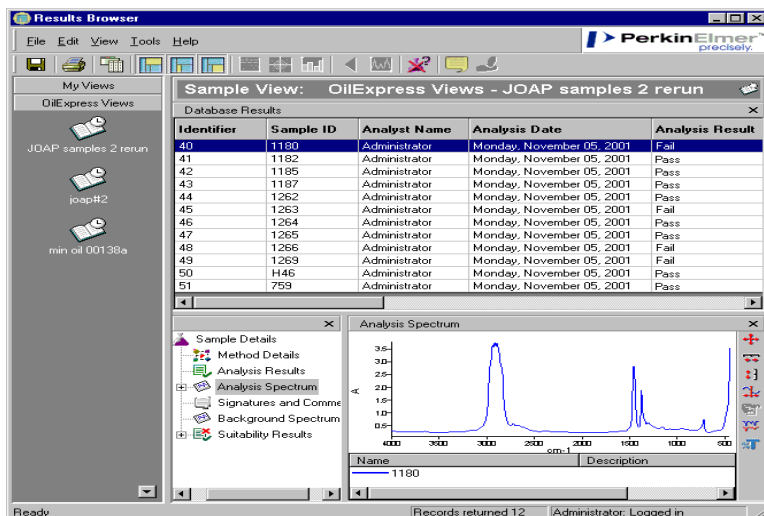 Results Browser
File Edit View Tools Help
PerkinElmer™
precisely.
My Views
OilExpress Views
JOAP samples 2 rerun
joap#2
min oil 00138a
Sample View: OilExpress Views - JOAP samples 2 rerun
Database Results
Identifier Sample ID Analyst Name Analysis Date Analysis Result
40 1180 Administrator Monday, November 05, 2001 Fail
41 1182 Administrator Monday, November 05, 2001 Pass
42 1185 Administrator Monday, November 05, 2001 Pass
43 1187 Administrator Monday, November 05, 2001 Pass
44 1262 Administrator Monday, November 05, 2001 Pass
45 1263 Administrator Monday, November 05, 2001 Fail
46 1264 Administrator Monday, November 05, 2001 Pass
47 1265 Administrator Monday, November 05, 2001 Pass
48 1266 Administrator Monday, November 05, 2001 Fail
49 1269 Administrator Monday, November 05, 2001 Fail
50 H46 Administrator Monday, November 05, 2001 Pass
51 759 Administrator Monday, November 05, 2001 Pass
Sample Details
Method Details
Analysis Results
Analysis Spectrum
Signatures and Comme
Background Spectrum
Suitability Results
Analysis Spectrum
3.5
3.0
2.5
2.0
1.5
1.0
0.5
A
4000 3500 3000 2500 2000 1500 1000 500
cm-1
Name Description
1180
Ready Records returned 12 Administrator: Logged in